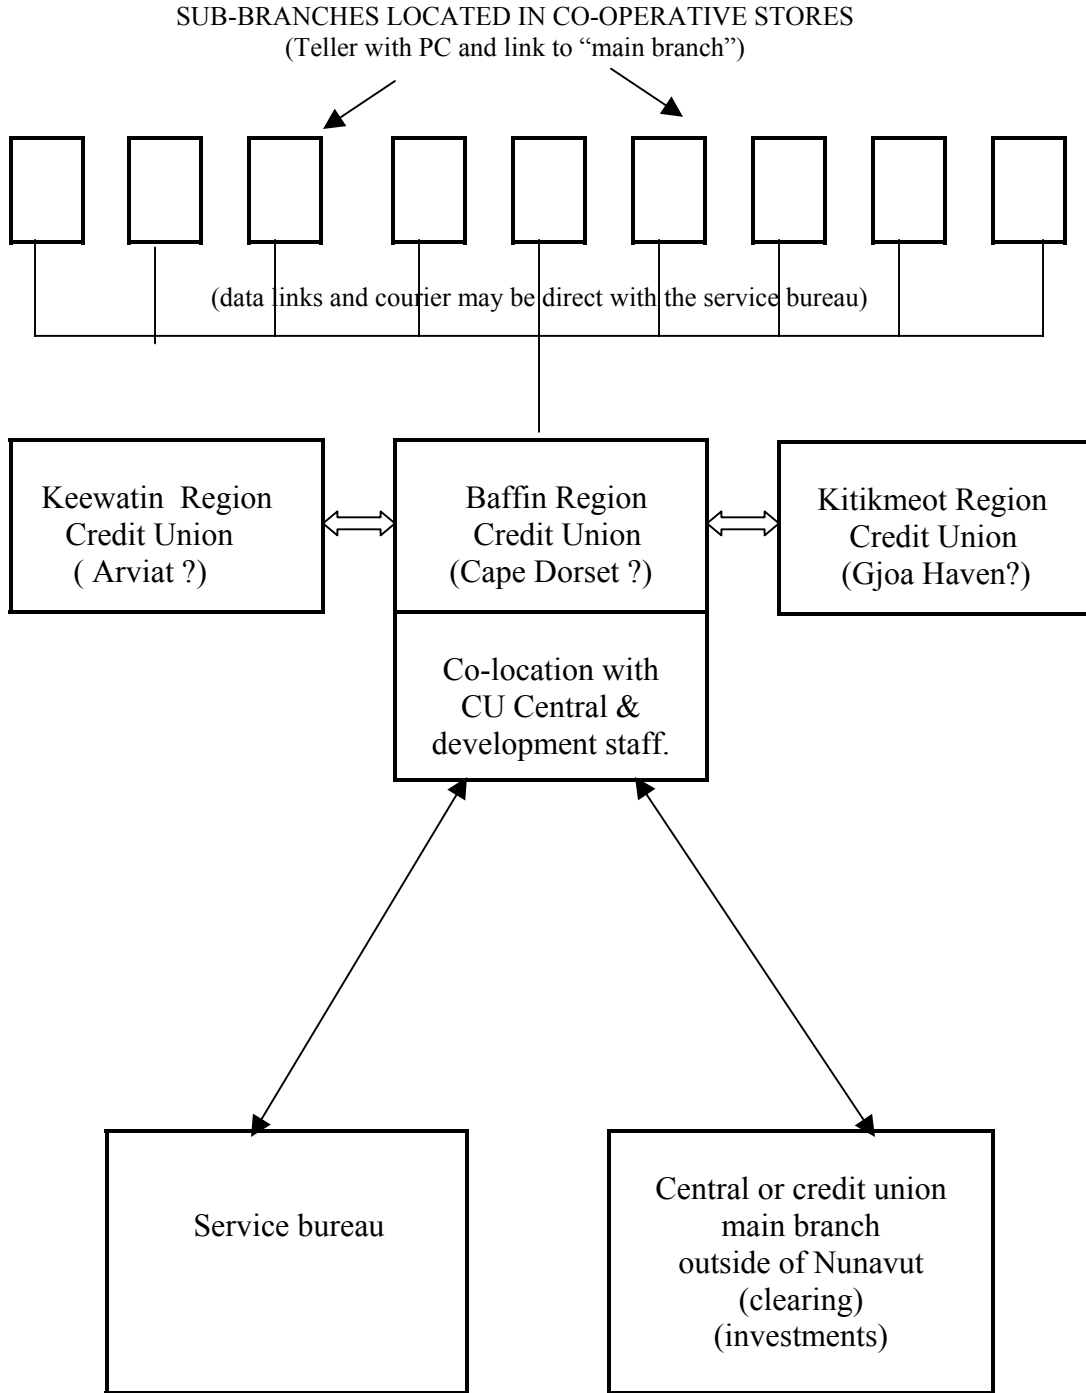 SUB-BRANCHES LOCATED IN CO-OPERATIVE STORES
(Teller with PC and link to “main branch”)
(data links and courier may be direct with the service bureau)
Keewatin Region
Credit Union
( Arviat ?)
Baffin Region
Credit Union
(Cape Dorset ?)
Kitikmeot Region
Credit Union
(Gjoa Haven?)
Co-location with
CU Central &
development staff.
Service bureau
Central or credit union
main branch
outside of Nunavut
(clearing)
(investments)